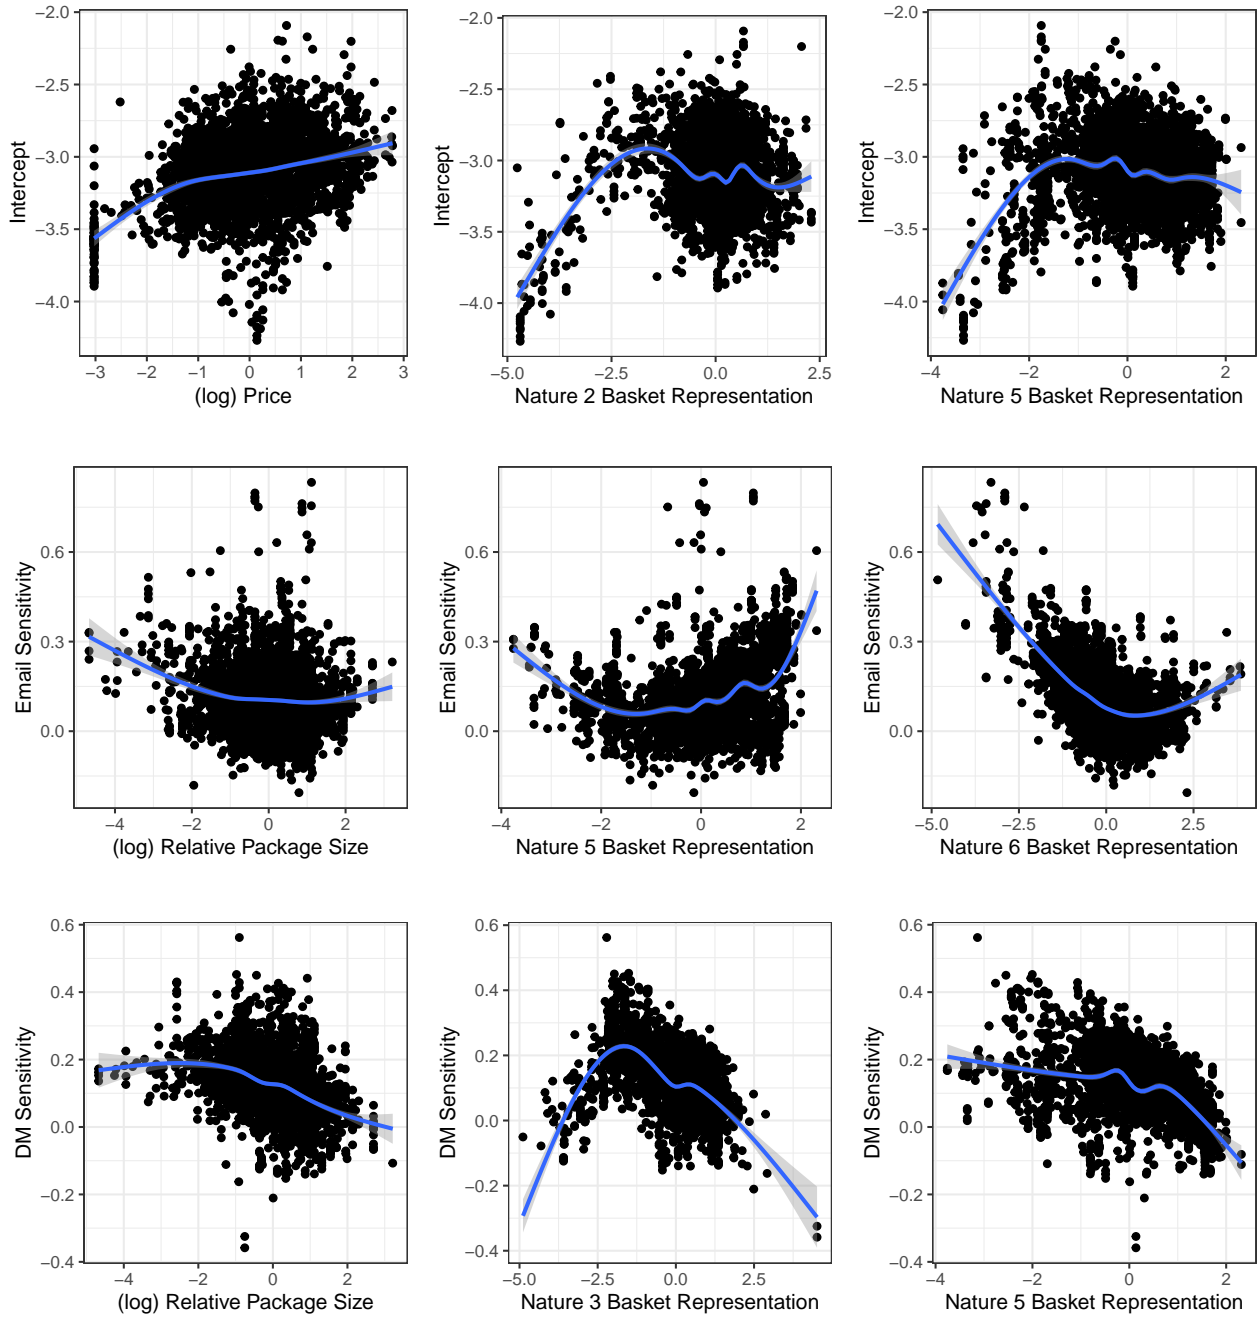 −2.0
−2.5
−3.0
−3.5
−4.0
Intercept
−3 −2 −1 0 1 2 3
(log) Price
−2.0
−2.5
−3.0
−3.5
−4.0
Intercept
−5.0 −2.5 0.0 2.5
Nature 2 Basket Representation
−2.0
−2.5
−3.0
−3.5
−4.0
Intercept
−4 −2 0 2
Nature 5 Basket Representation
0.6
0.3
0.0
Email Sensitivity
−4 −2 0 2
(log) Relative Package Size
0.6
0.3
0.0
Email Sensitivity
−4 −2 0 2
Nature 5 Basket Representation
0.6
0.3
0.0
Email Sensitivity
−5.0 −2.5 0.0 2.5
Nature 6 Basket Representation
0.6
0.4
0.2
0.0
−0.2
−0.4
DM Sensitivity
−4 −2 0 2
(log) Relative Package Size
0.6
0.4
0.2
0.0
−0.2
−0.4
DM Sensitivity
−5.0 −2.5 0.0 2.5
Nature 3 Basket Representation
0.6
0.4
0.2
0.0
−0.2
−0.4
DM Sensitivity
−4 −2 0 2
Nature 5 Basket Representation